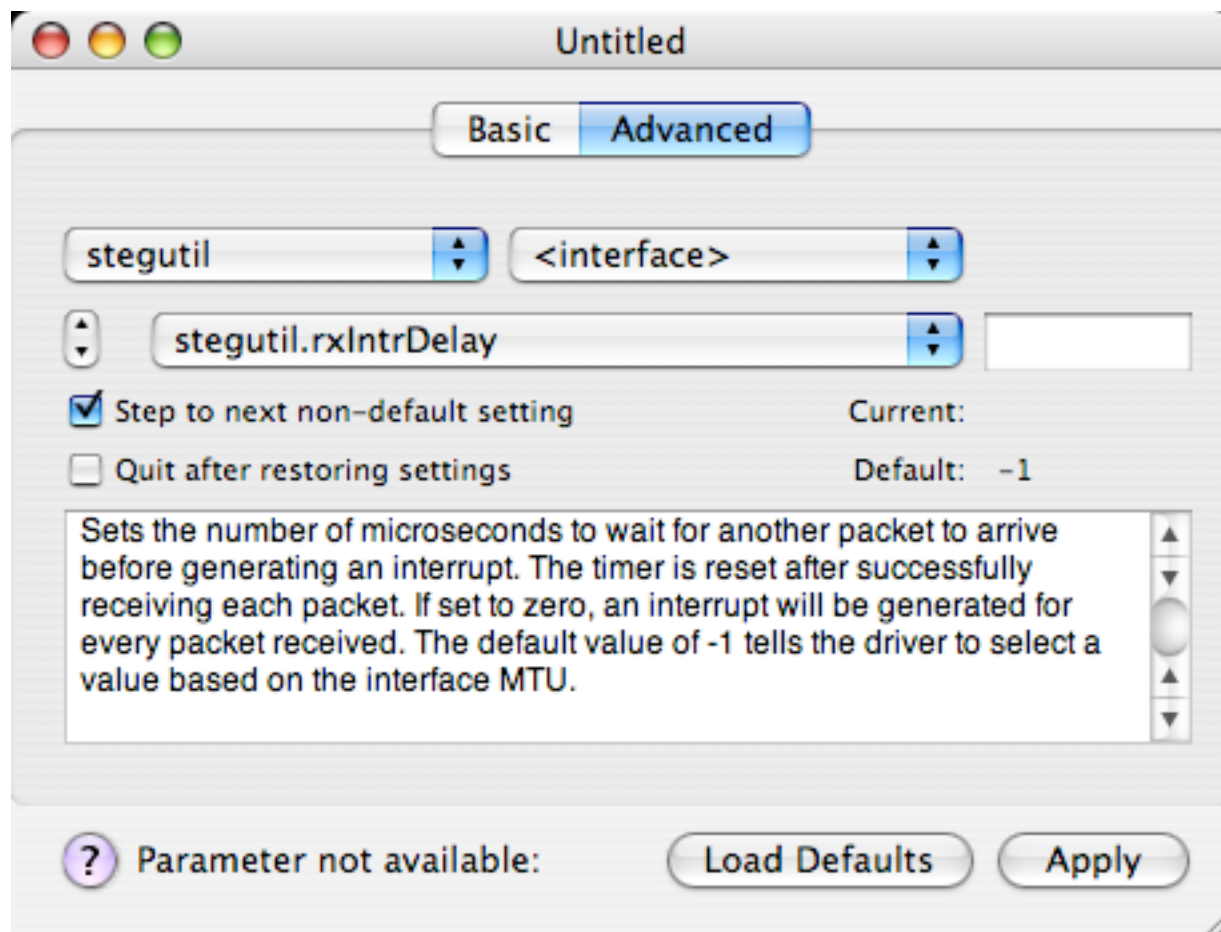 Untitled
Basic Advanced
stegutil <interface>
stegutil.rxIntrDelay
Step to next non-default setting Current:
Quit after restoring settings Default: -1
Sets the number of microseconds to wait for another packet to arrive
before generating an interrupt. The timer is reset after successfully
receiving each packet. If set to zero, an interrupt will be generated for
every packet received. The default value of -1 tells the driver to select a
value based on the interface MTU.
? Parameter not available: Load Defaults Apply